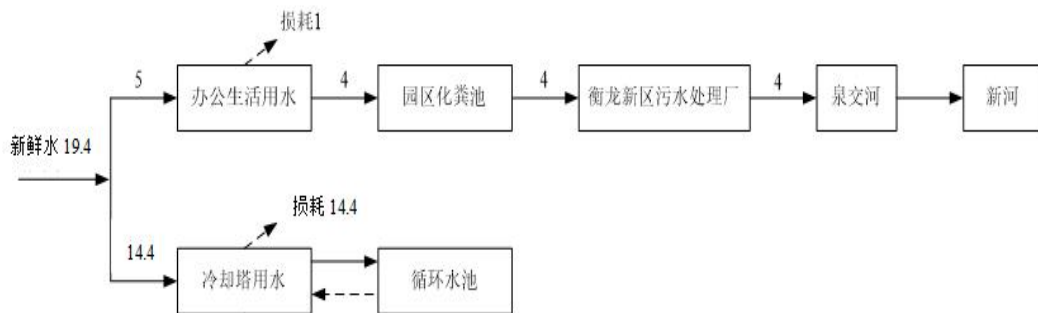 损耗1
5
办公生活用水
4
园区化粪池
4
衡龙新区污水处理厂
4
泉交河
新河
新鲜水 19.4
损耗 14.4
14.4
冷却塔用水
循环水池